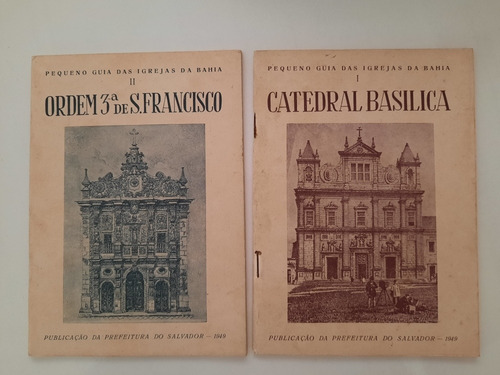 PEQUENO GUIA DAS IGREJAS DA BAHIA
II
ORDEM 3ª DE S. FRANCISCO
PUBLICAÇÃO DA PREFEITURA DO SALVADOR — 1949
PEQUENO GUIA DAS IGREJAS DA BAHIA
I
CATEDRAL BASILICA
PUBLICAÇÃO DA PREFEITURA DO SALVADOR — 1949